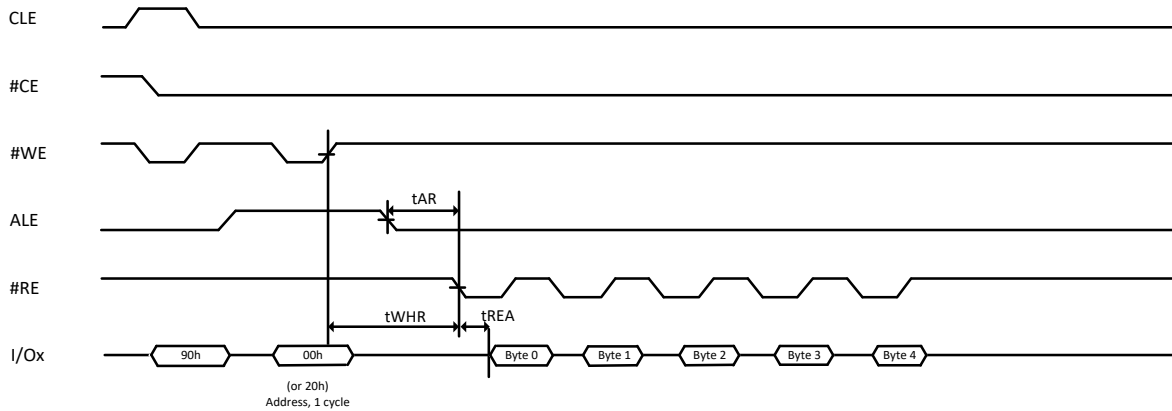 CLE
#CE
#WE
ALE
tAR
#RE
tWHR
tREA
I/Ox
90h
00h
Byte 0
Byte 1
Byte 2
Byte 3
Byte 4
(or 20h)
Address, 1 cycle